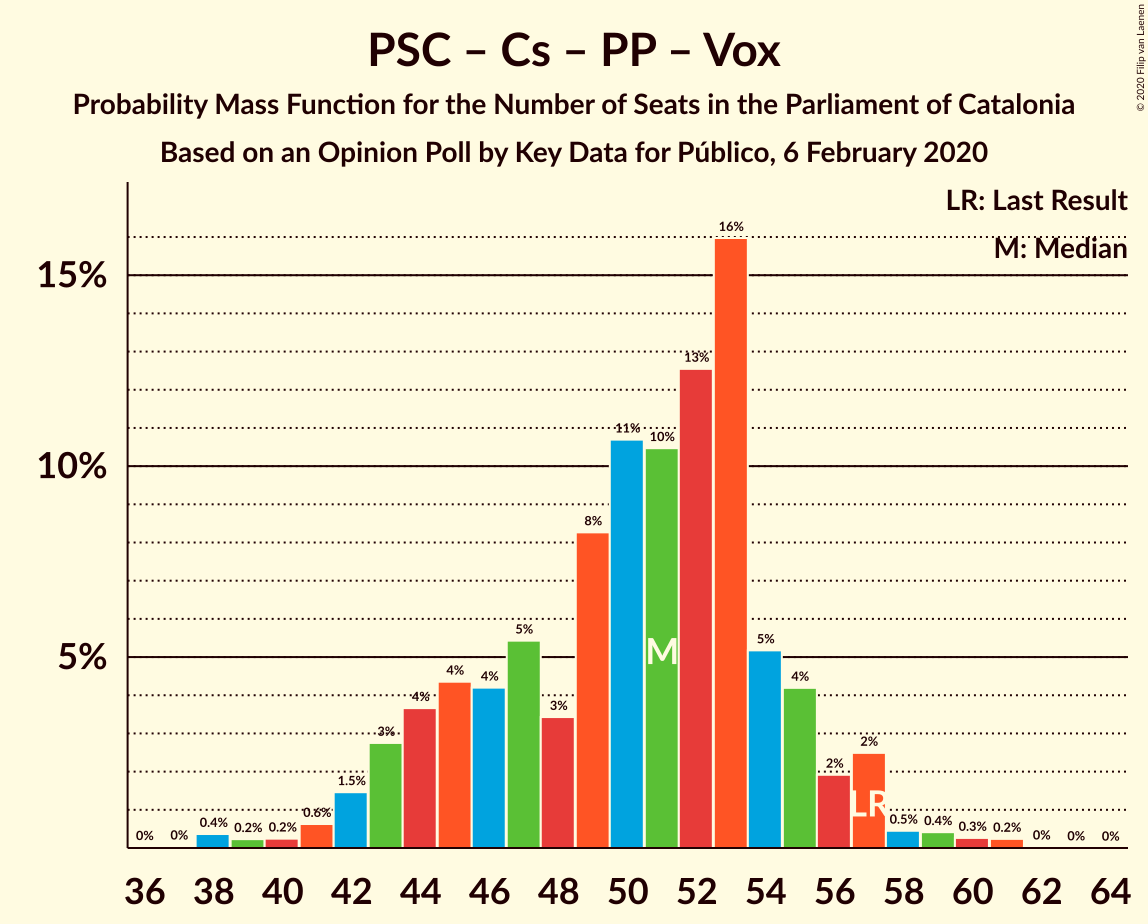 PSC – Cs – PP – Vox
Probability Mass Function for the Number of Seats in the Parliament of Catalonia
Based on an Opinion Poll by Key Data for Público, 6 February 2020
© 2020 Filip van Laenen
LR: Last Result
M: Median
15%
10%
5%
0% 0% 0.4% 0.2% 0.2% 0.6% 1.5% 3% 4% 4% 4% 5% 3% 8% 11% 10% 13% 16% 5% 4% 2% 2% 0.5% 0.4% 0.3% 0.2% 0% 0% 0%
M
LR
36 38 40 42 44 46 48 50 52 54 56 58 60 62 64